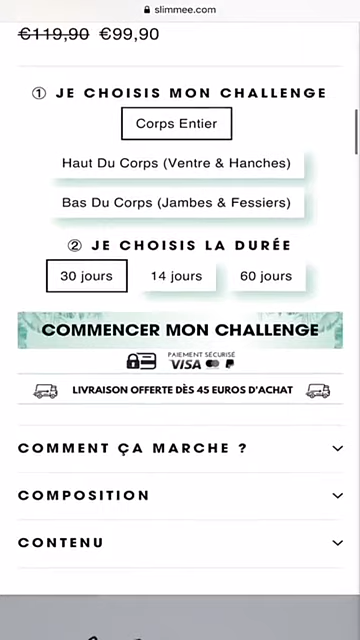 slimmee.com
€119,90 €99,90
① JE CHOISIS MON CHALLENGE
Corps Entier
Haut Du Corps (Ventre & Hanches)
Bas Du Corps (Jambes & Fessiers)
② JE CHOISIS LA DURÉE
30 jours 14 jours 60 jours
COMMENCER MON CHALLENGE
PAIEMENT SÉCURISÉ
VISA
LIVRAISON OFFERTE DÈS 45 EUROS D'ACHAT
COMMENT ÇA MARCHE ?
COMPOSITION
CONTENU